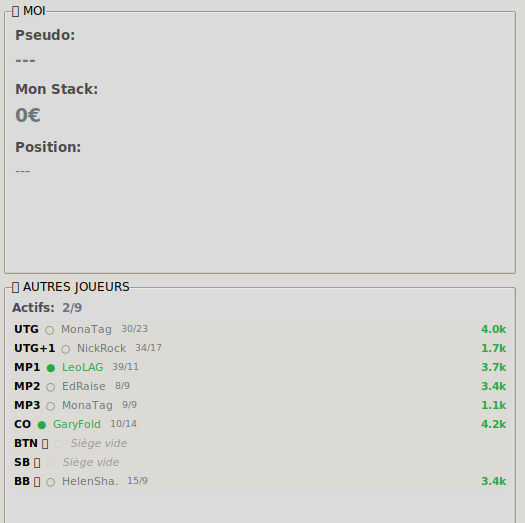 MOI
Pseudo:
---
Mon Stack:
0€
Position:
---
AUTRES JOUEURS
Actifs: 2/9
UTG ○ MonaTag 30/23 4.0k
UTG+1 ○ NickRock 34/17 1.7k
MP1 ● LeoLAG 39/11 3.7k
MP2 ○ EdRaise 8/9 3.4k
MP3 ○ MonaTag 9/9 1.1k
CO ● GaryFold 10/14 4.2k
BTN ○ Siège vide
SB ○ Siège vide
BB ○ HelenSha. 15/9 3.4k